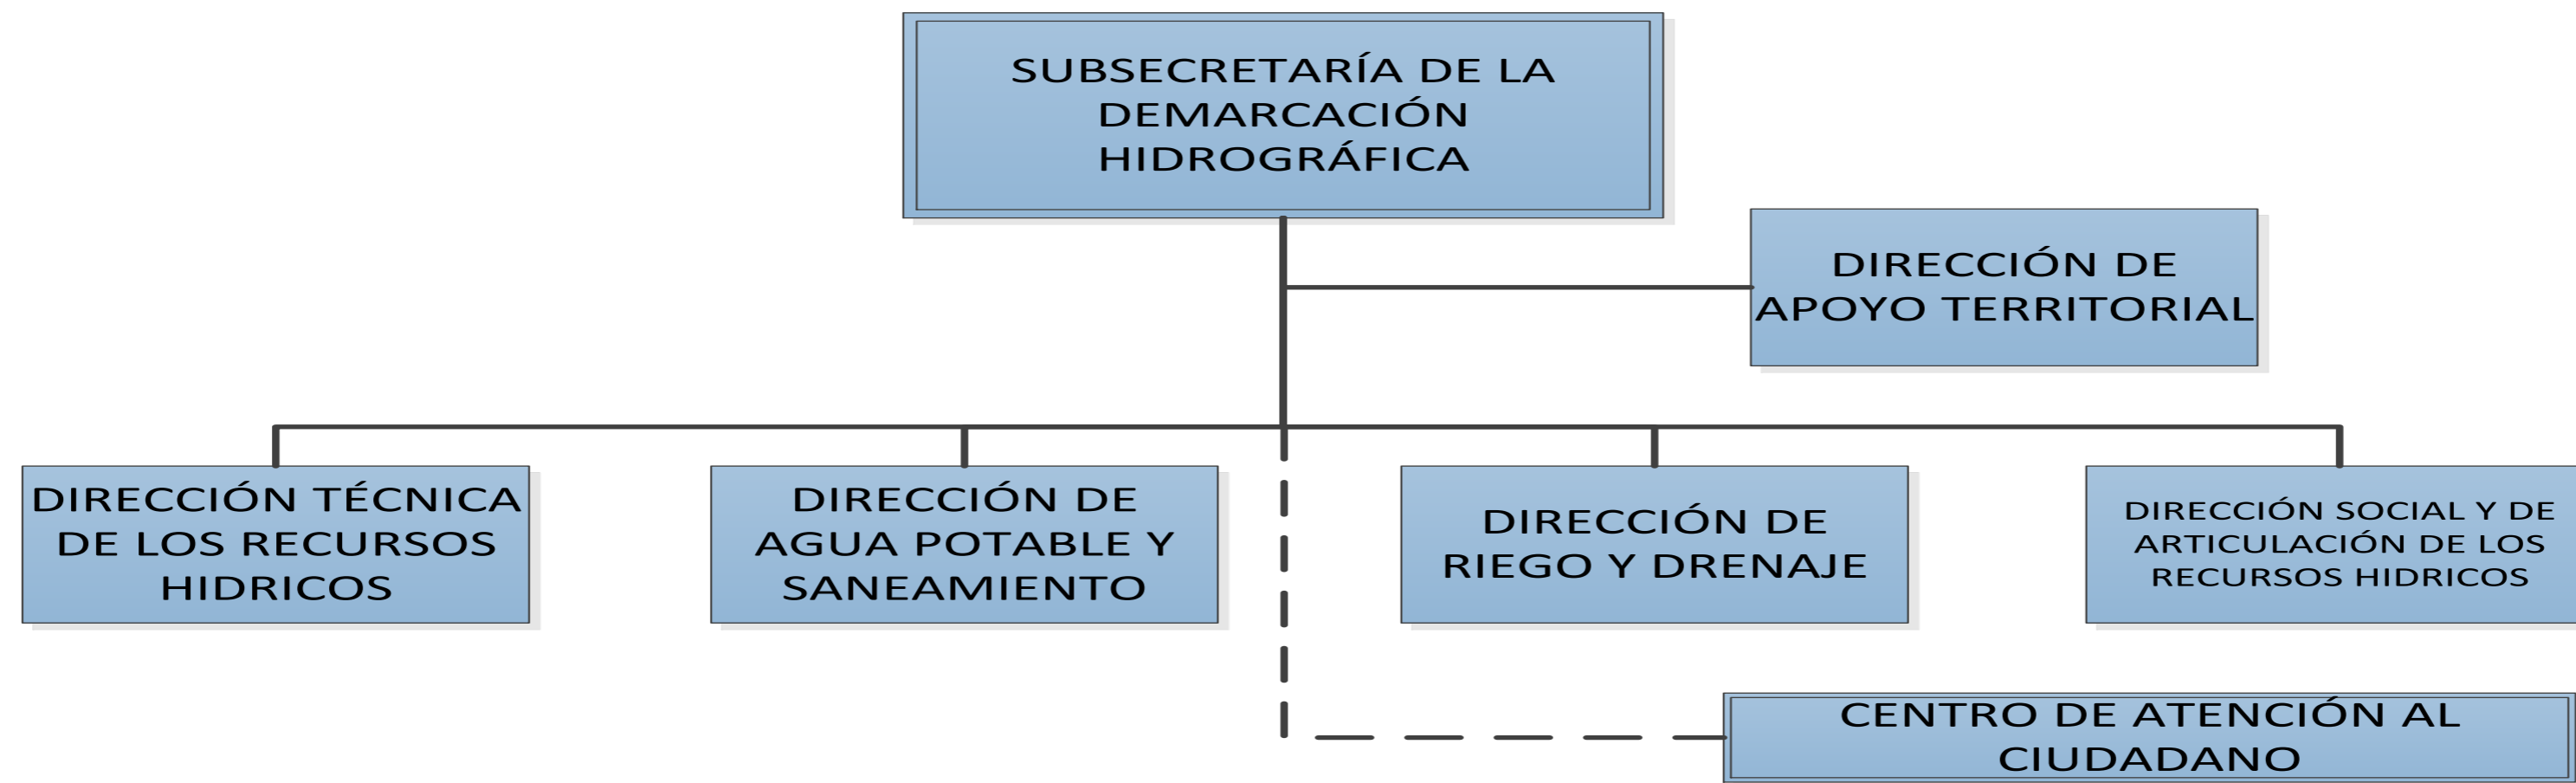 SUBSECRETARÍA DE LA
DEMARCACIÓN
HIDROGRÁFICA
DIRECCIÓN DE
APOYO TERRITORIAL
DIRECCIÓN TÉCNICA
DE LOS RECURSOS
HIDRICOS
DIRECCIÓN DE
AGUA POTABLE Y
SANEAMIENTO
DIRECCIÓN DE
RIEGO Y DRENAJE
DIRECCIÓN SOCIAL Y DE
ARTICULACIÓN DE LOS
RECURSOS HIDRICOS
CENTRO DE ATENCIÓN AL
CIUDADANO